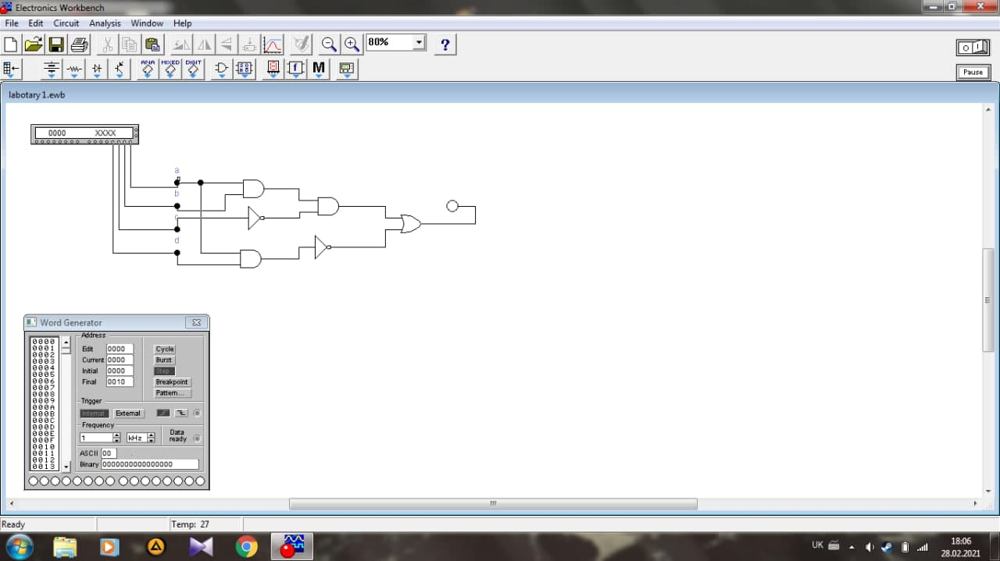 Electronics Workbench
File Edit Circuit Analysis Window Help
80%
?
ANA MIXED DIGIT
M
Pause
labotary1.ewb
0000 XXXX
a
b
c
d
Word Generator
0000
0001
0002
0003
0004
0005
0006
0007
0008
0009
000A
000B
000C
000D
000E
000F
0010
0011
0012
0013
Address
Edit 0000
Current 0000
Initial 0000
Final 0010
Cycle
Burst
Step
Breakpoint
Pattern...
Trigger
Internal External
Frequency
1 kHz
Data
ready
ASCII 00
Binary 0000000000000000
Ready Temp: 27
UK
18:06
28.02.2021